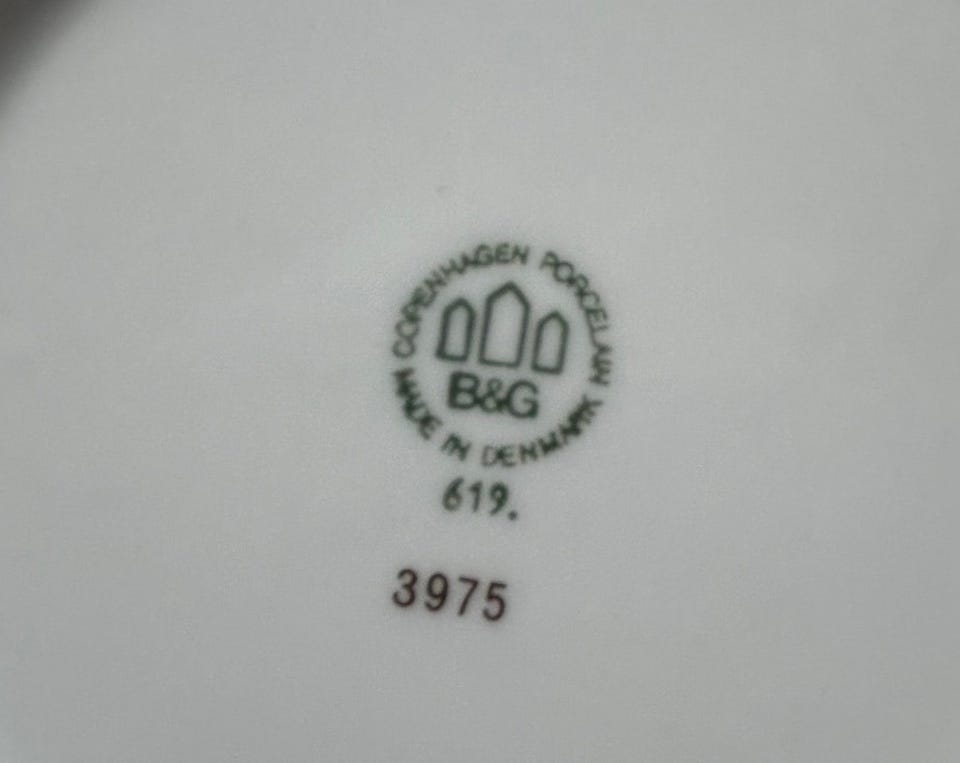 COPENHAGEN PORCELAIN
B&G
MADE IN DENMARK
619.
3975